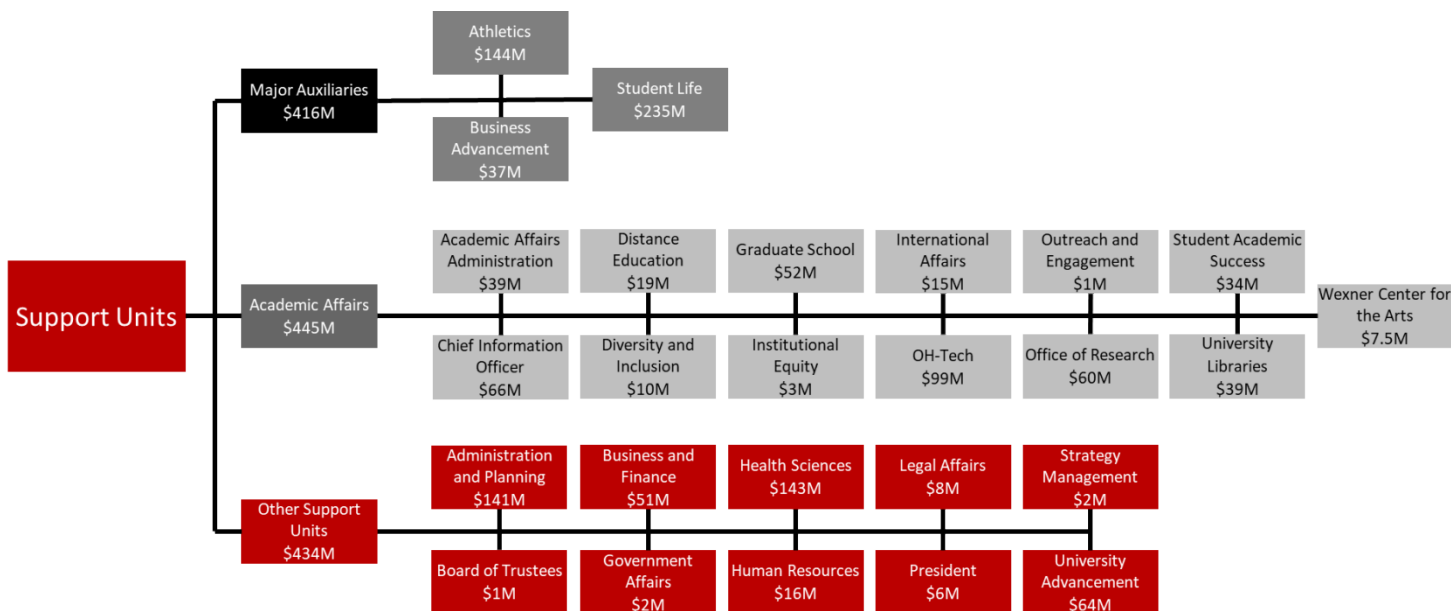 Athletics
$144M
Major Auxiliaries
$416M
Student Life
$235M
Business
Advancement
$37M
Support Units
Academic Affairs
$445M
Academic Affairs
Administration
$39M
Distance
Education
$19M
Graduate School
$52M
International
Affairs
$15M
Outreach and
Engagement
$1M
Student Academic
Success
$34M
Wexner Center for
the Arts
$7.5M
Chief Information
Officer
$66M
Diversity and
Inclusion
$10M
Institutional
Equity
$3M
OH-Tech
$99M
Office of Research
$60M
University
Libraries
$39M
Other Support
Units
$434M
Administration
and Planning
$141M
Business and
Finance
$51M
Health Sciences
$143M
Legal Affairs
$8M
Strategy
Management
$2M
Board of Trustees
$1M
Government
Affairs
$2M
Human Resources
$16M
President
$6M
University
Advancement
$64M